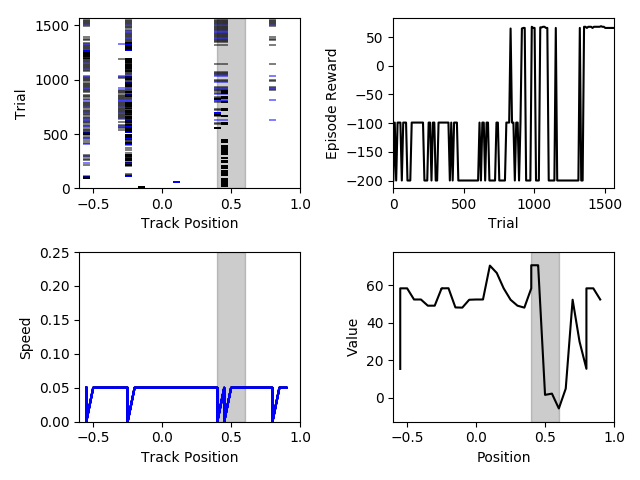 1500
1000
500
0
Trial
−0.5 0.0 0.5 1.0
Track Position
50
0
−50
−100
−150
−200
Episode Reward
0 500 1000 1500
Trial
0.25
0.20
0.15
0.10
0.05
0.00
Speed
−0.5 0.0 0.5 1.0
Track Position
60
40
20
0
Value
−0.5 0.0 0.5 1.0
Position